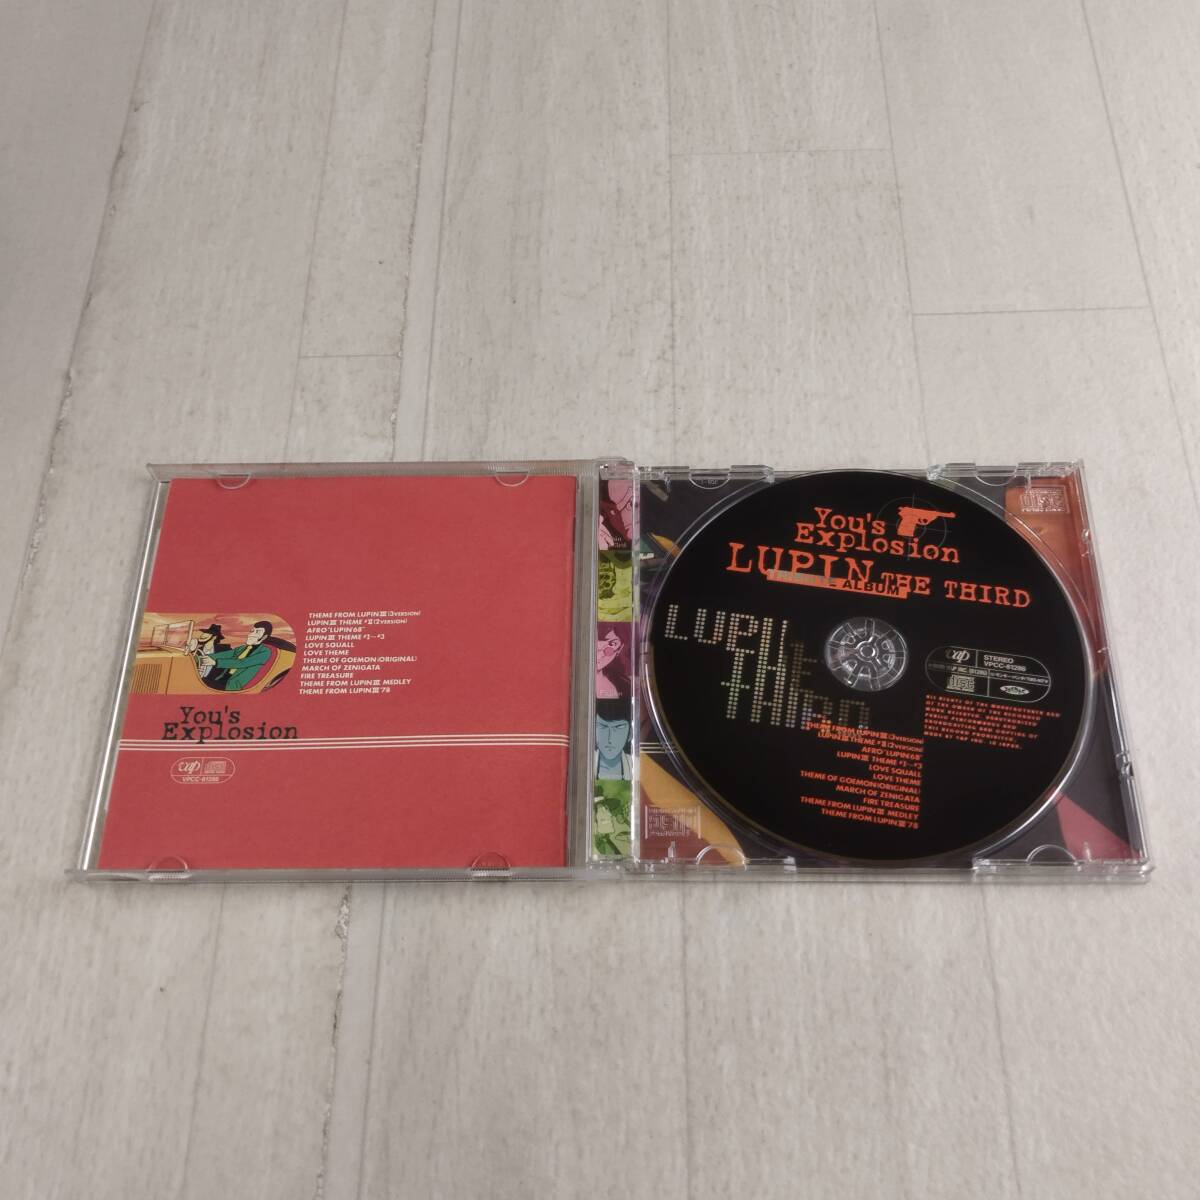 THEME FROM LUPIN Ⅲ(3VERSION)
LUPIN Ⅲ THEME #Ⅱ(2VERSION)
AFRO"LUPIN'68"
LUPIN Ⅲ THEME #1~#3
LOVE SQUALL
LOVE THEME
THEME OF GOEMON(ORIGINAL)
MARCH OF ZENIGATA
FIRE TREASURE
THEME FROM LUPIN Ⅲ MEDLEY
THEME FROM LUPIN Ⅲ '78
You's
Explosion
vap
VPCC-81286
You's
Explosion
LUPIN THE THIRD
ALBUM
LUPIN
THE
THIRD
vap
STEREO
VPCC-81286
THEME FROM LUPIN Ⅲ(3VERSION)
LUPIN Ⅲ THEME #Ⅱ(2VERSION)
AFRO"LUPIN'68"
LUPIN Ⅲ THEME #1~#3
LOVE SQUALL
LOVE THEME
THEME OF GOEMON(ORIGINAL)
MARCH OF ZENIGATA
FIRE TREASURE
THEME FROM LUPIN Ⅲ MEDLEY
THEME FROM LUPIN Ⅲ '78